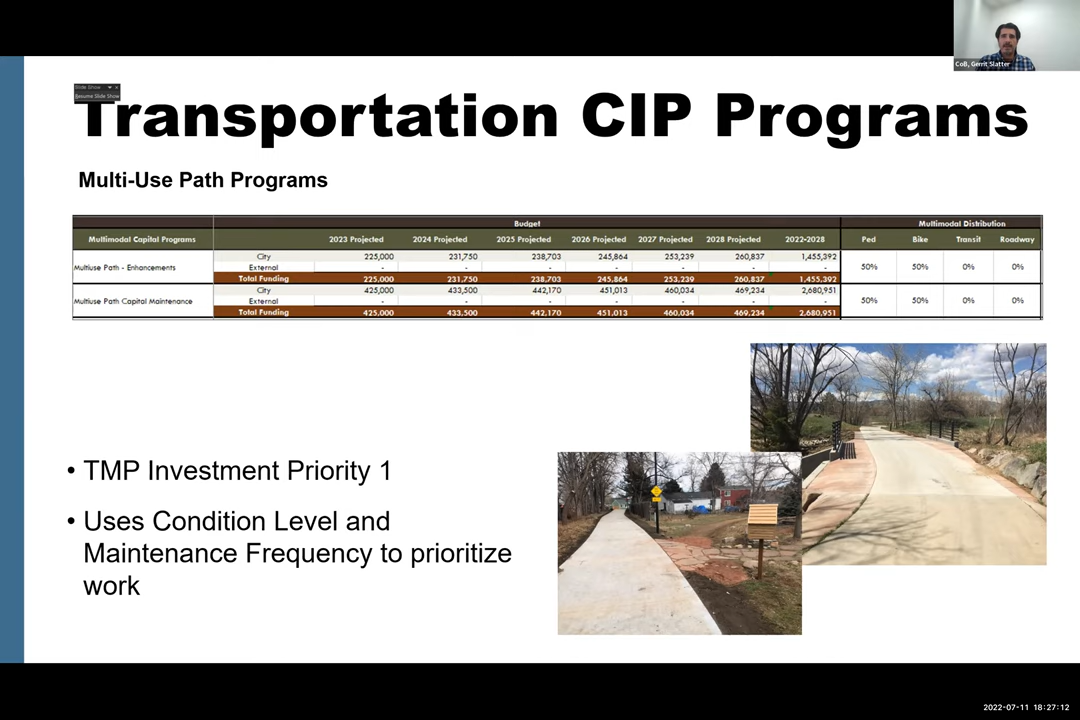 CoB, Gerrit Slatter
Slide Show
Resume Slide Show
Transportation CIP Programs
Multi-Use Path Programs
Budget Multimodal Distribution
Multimodal Capital Programs 2023 Projected 2024 Projected 2025 Projected 2026 Projected 2027 Projected 2028 Projected 2022-2028 Ped Bike Transit Roadway
City 225,000 231,750 238,703 245,864 253,239 260,837 1,455,392
Multiuse Path - Enhancements External - - - - - - - 50% 50% 0% 0%
Total Funding 225,000 231,750 238,703 245,864 253,239 260,837 1,455,392
City 425,000 433,500 442,170 451,013 460,034 469,234 2,680,951
Multiuse Path Capital Maintenance External - - - - - - - 50% 50% 0% 0%
Total Funding 425,000 433,500 442,170 451,013 460,034 469,234 2,680,951
• TMP Investment Priority 1
• Uses Condition Level and
Maintenance Frequency to prioritize
work
2022-07-11 18:27:12